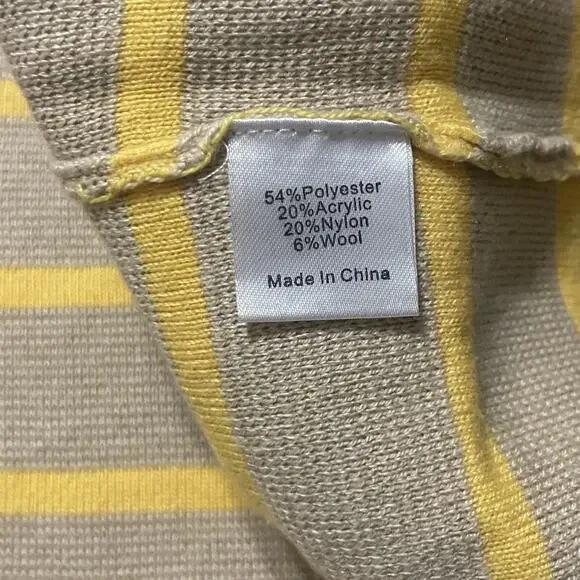 54%Polyester
20%Acrylic
20%Nylon
6%Wool
Made In China